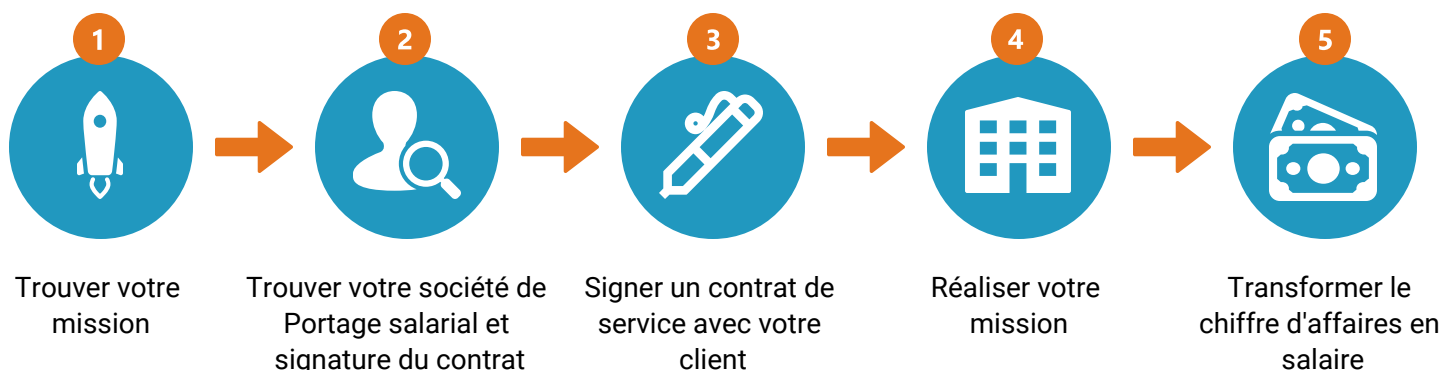 1
2
3
4
5
Trouver votre
mission
Trouver votre société de
Portage salarial et
signature du contrat
Signer un contrat de
service avec votre
client
Réaliser votre
mission
Transformer le
chiffre d'affaires en
salaire